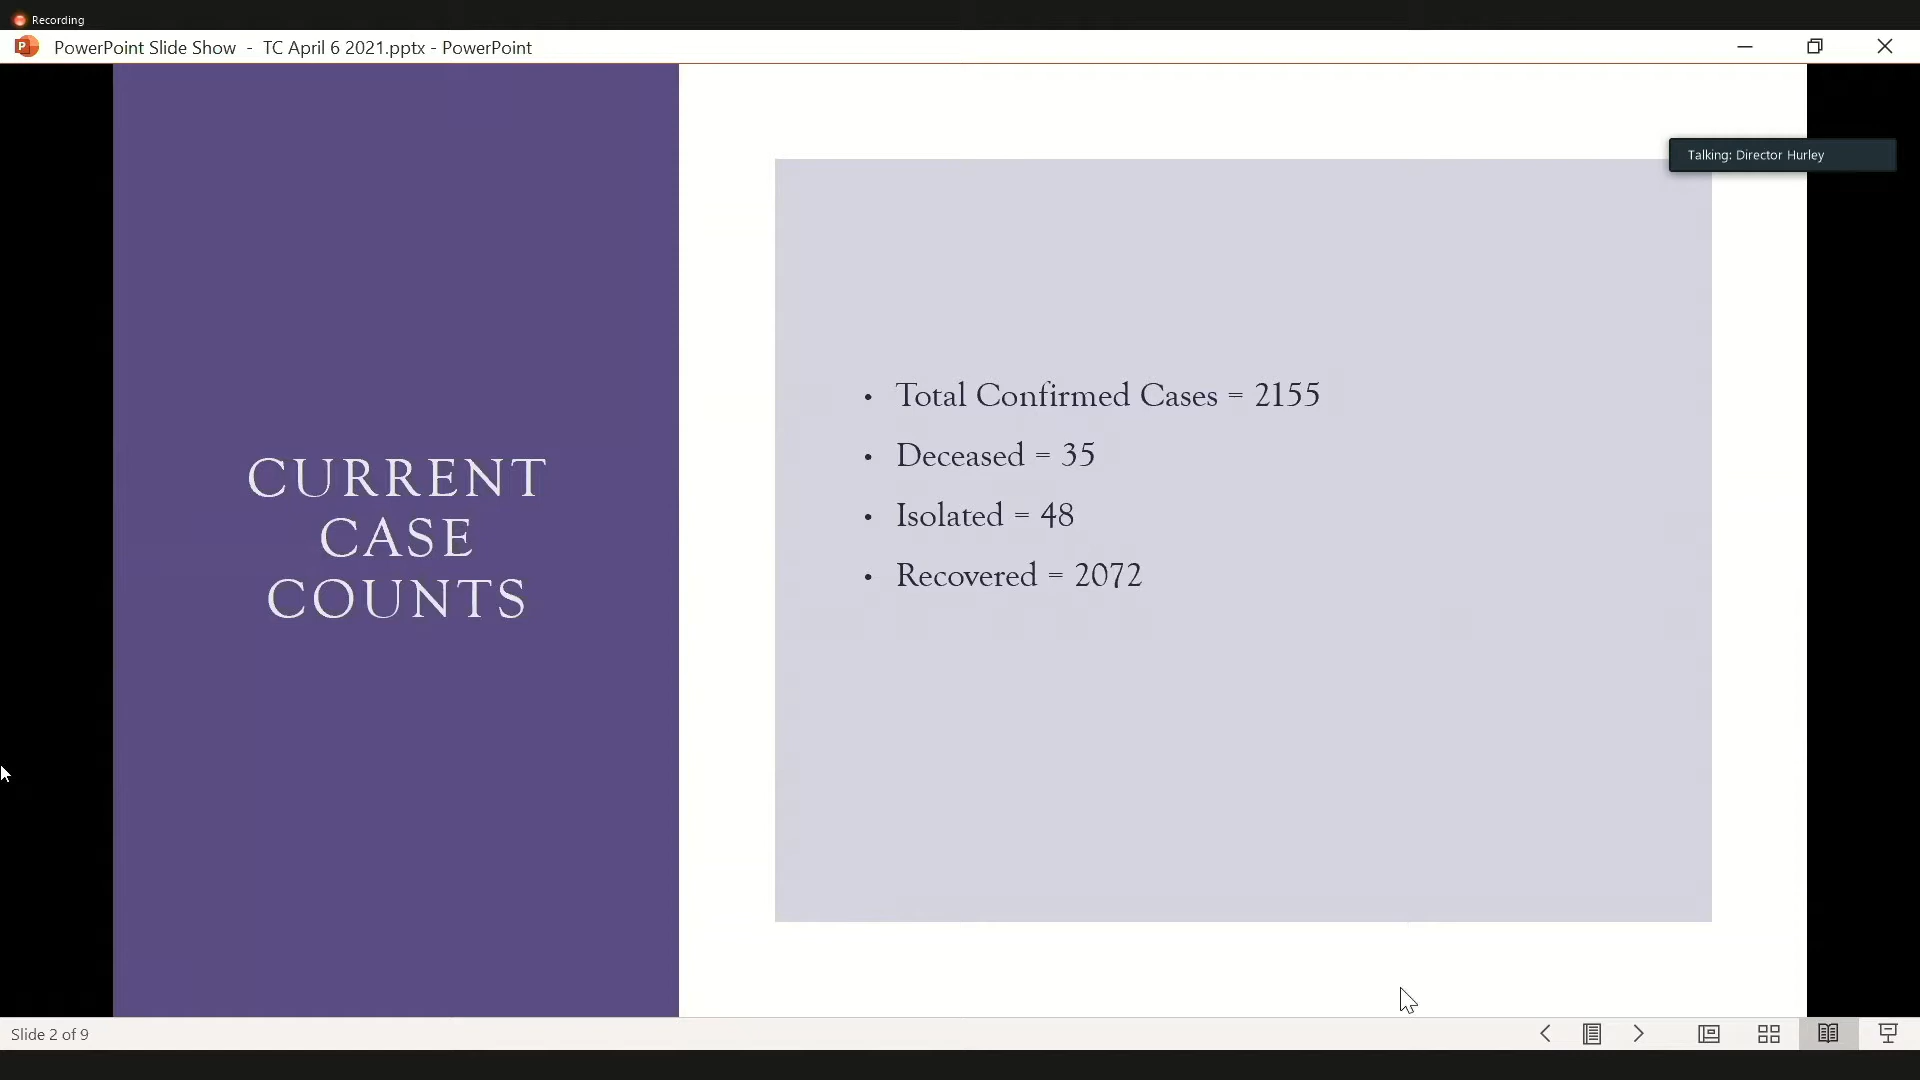 Recording
PowerPoint Slide Show - TC April 6 2021.pptx - PowerPoint
Talking: Director Hurley
CURRENT
CASE
COUNTS
• Total Confirmed Cases = 2155
• Deceased = 35
• Isolated = 48
• Recovered = 2072
Slide 2 of 9